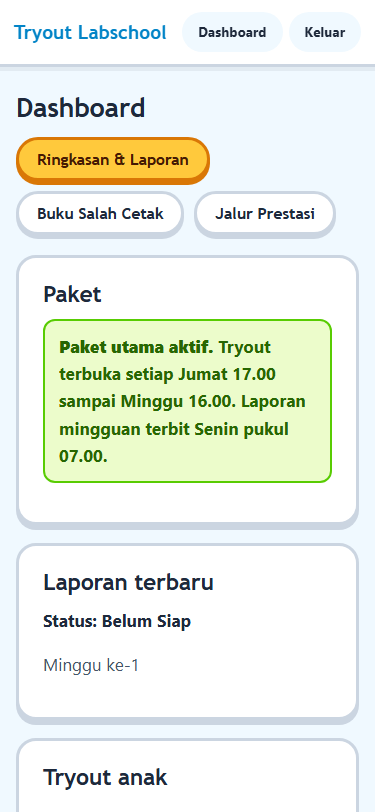 Tryout Labschool
Dashboard
Keluar
Dashboard
Ringkasan & Laporan
Buku Salah Cetak
Jalur Prestasi
Paket
Paket utama aktif. Tryout
terbuka setiap Jumat 17.00
sampai Minggu 16.00. Laporan
mingguan terbit Senin pukul
07.00.
Laporan terbaru
Status: Belum Siap
Minggu ke-1
Tryout anak